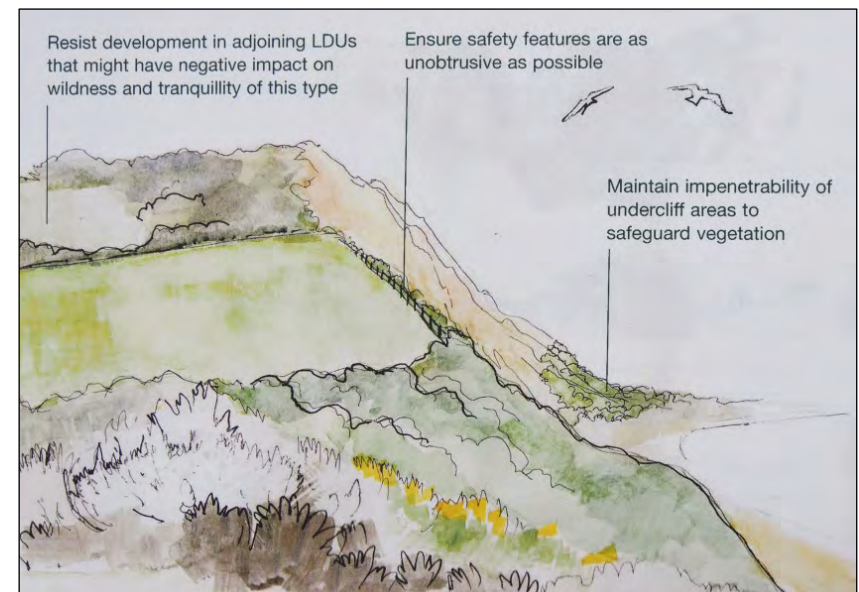 Resist development in adjoining LDUs
that might have negative impact on
wildness and tranquillity of this type
Ensure safety features are as
unobtrusive as possible
Maintain impenetrability of
undercliff areas to
safeguard vegetation